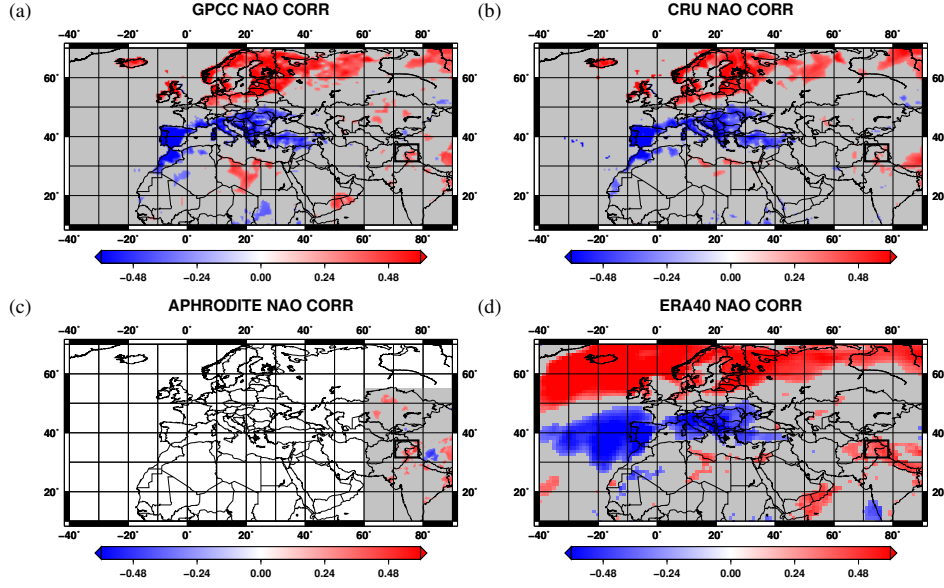 (a)
GPCC NAO CORR
−40˚ −20˚ 0˚ 20˚ 40˚ 60˚ 80˚
60˚ 60˚
40˚ 40˚
20˚ 20˚
−40˚ −20˚ 0˚ 20˚ 40˚ 60˚ 80˚
−0.48 −0.24 0.00 0.24 0.48
(b)
CRU NAO CORR
−40˚ −20˚ 0˚ 20˚ 40˚ 60˚ 80˚
60˚ 60˚
40˚ 40˚
20˚ 20˚
−40˚ −20˚ 0˚ 20˚ 40˚ 60˚ 80˚
−0.48 −0.24 0.00 0.24 0.48
(c)
APHRODITE NAO CORR
−40˚ −20˚ 0˚ 20˚ 40˚ 60˚ 80˚
60˚ 60˚
40˚ 40˚
20˚ 20˚
−40˚ −20˚ 0˚ 20˚ 40˚ 60˚ 80˚
−0.48 −0.24 0.00 0.24 0.48
(d)
ERA40 NAO CORR
−40˚ −20˚ 0˚ 20˚ 40˚ 60˚ 80˚
60˚ 60˚
40˚ 40˚
20˚ 20˚
−40˚ −20˚ 0˚ 20˚ 40˚ 60˚ 80˚
−0.48 −0.24 0.00 0.24 0.48